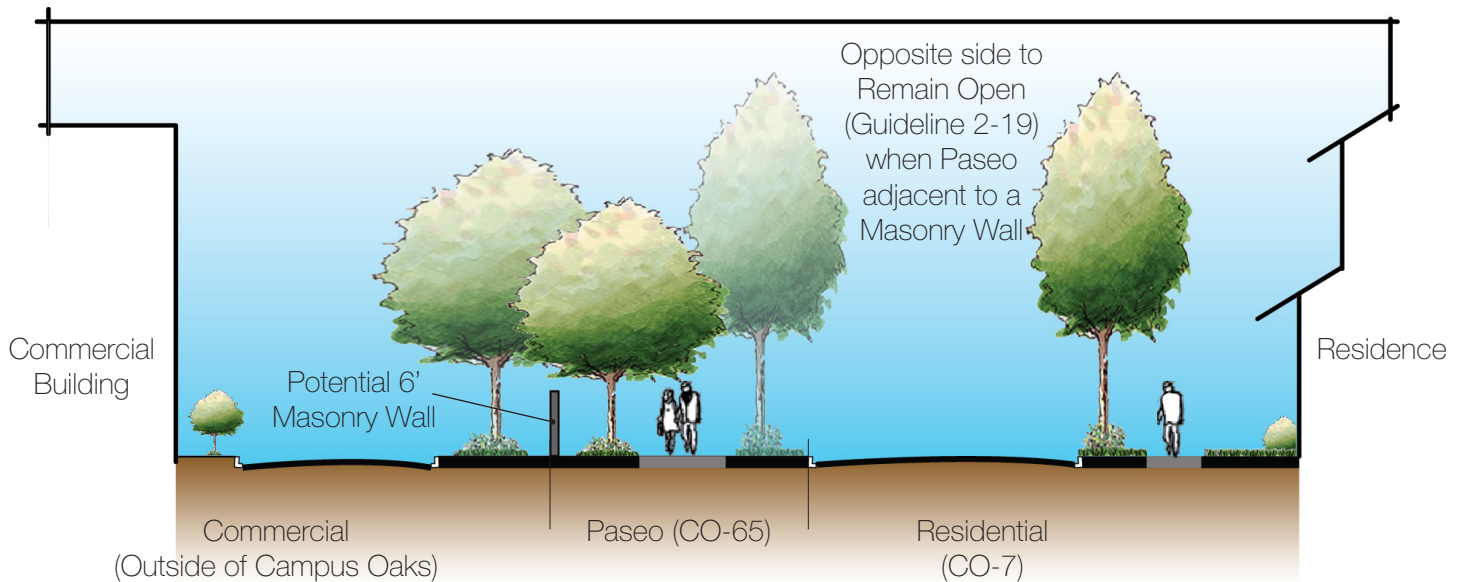 Opposite side to
Remain Open
(Guideline 2-19)
when Paseo
adjacent to a
Masonry Wall
Commercial
Building
Potential 6’
Masonry Wall
Residence
Commercial
(Outside of Campus Oaks)
Paseo (CO-65)
Residential
(CO-7)